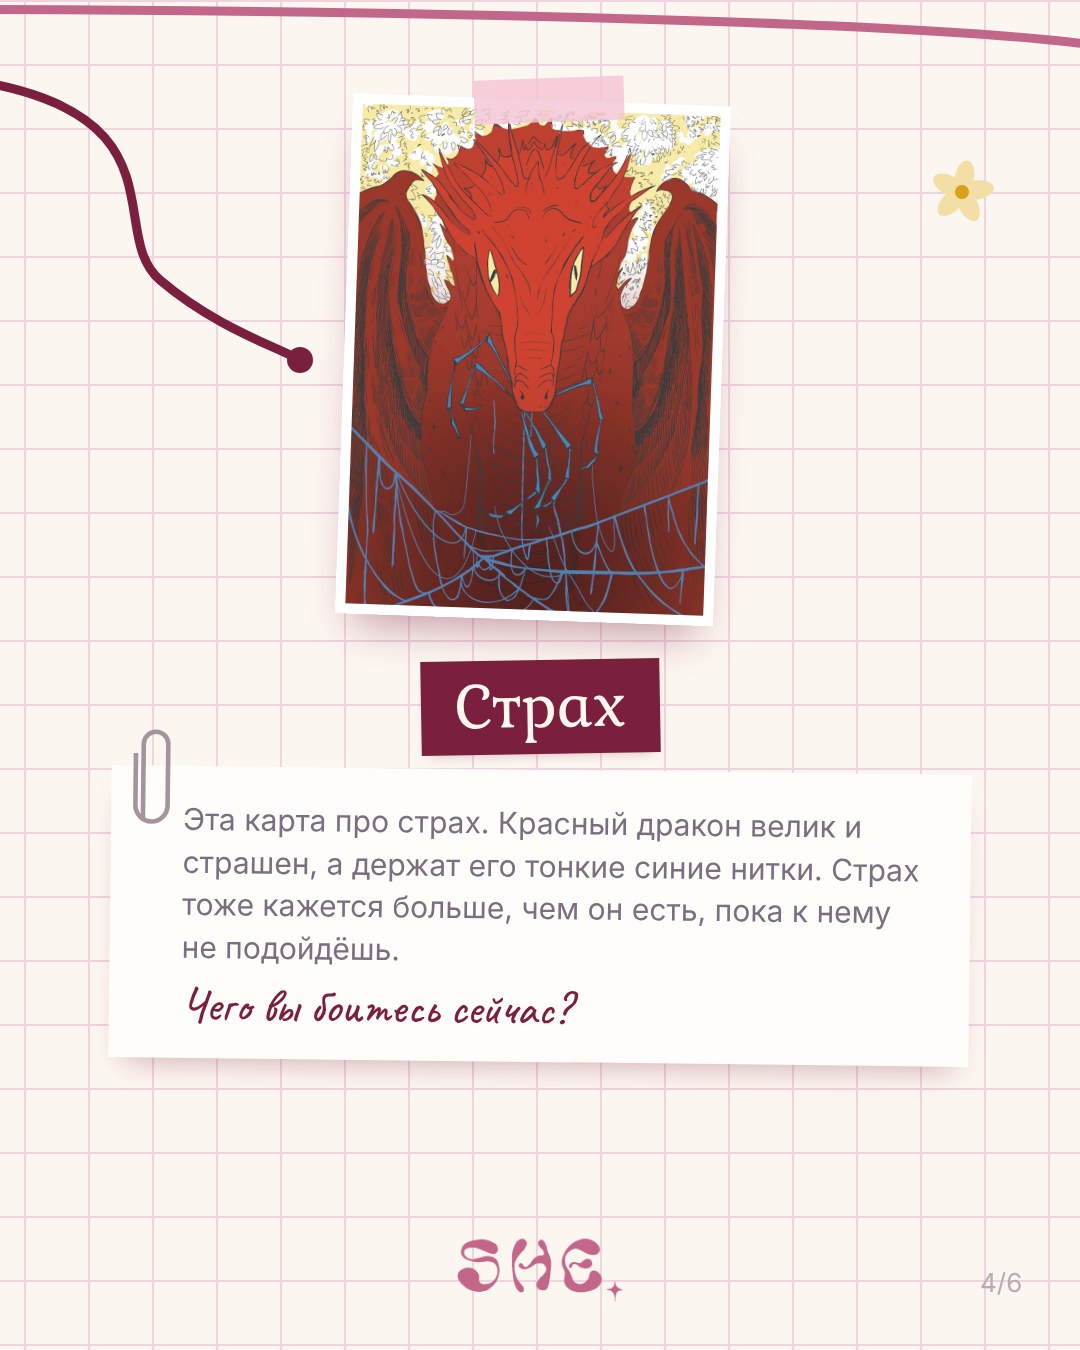 Страх
Эта карта про страх. Красный дракон велик и
страшен, а держат его тонкие синие нитки. Страх
тоже кажется больше, чем он есть, пока к нему
не подойдёшь.
Чего вы боитесь сейчас?
SHE
4/6